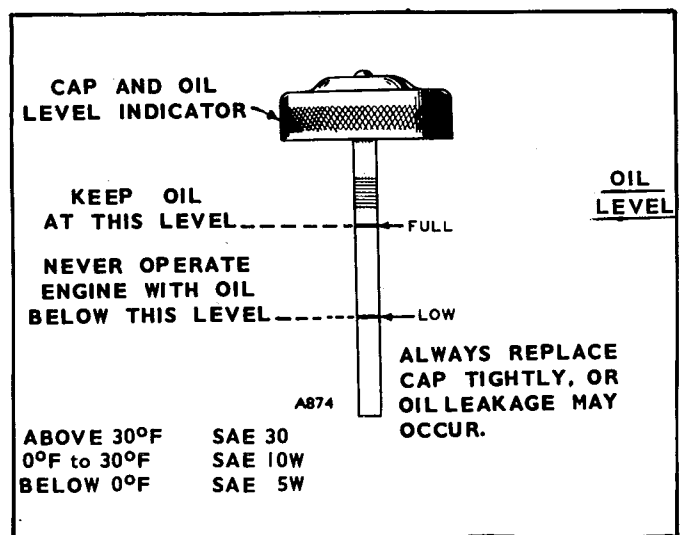 CAP AND OIL
LEVEL INDICATOR
KEEP OIL
AT THIS LEVEL
FULL
OIL
LEVEL
NEVER OPERATE
ENGINE WITH OIL
BELOW THIS LEVEL
LOW
ALWAYS REPLACE
CAP TIGHTLY, OR
OIL LEAKAGE MAY
OCCUR.
A874
ABOVE 30°F SAE 30
0°F to 30°F SAE 10W
BELOW 0°F SAE 5W